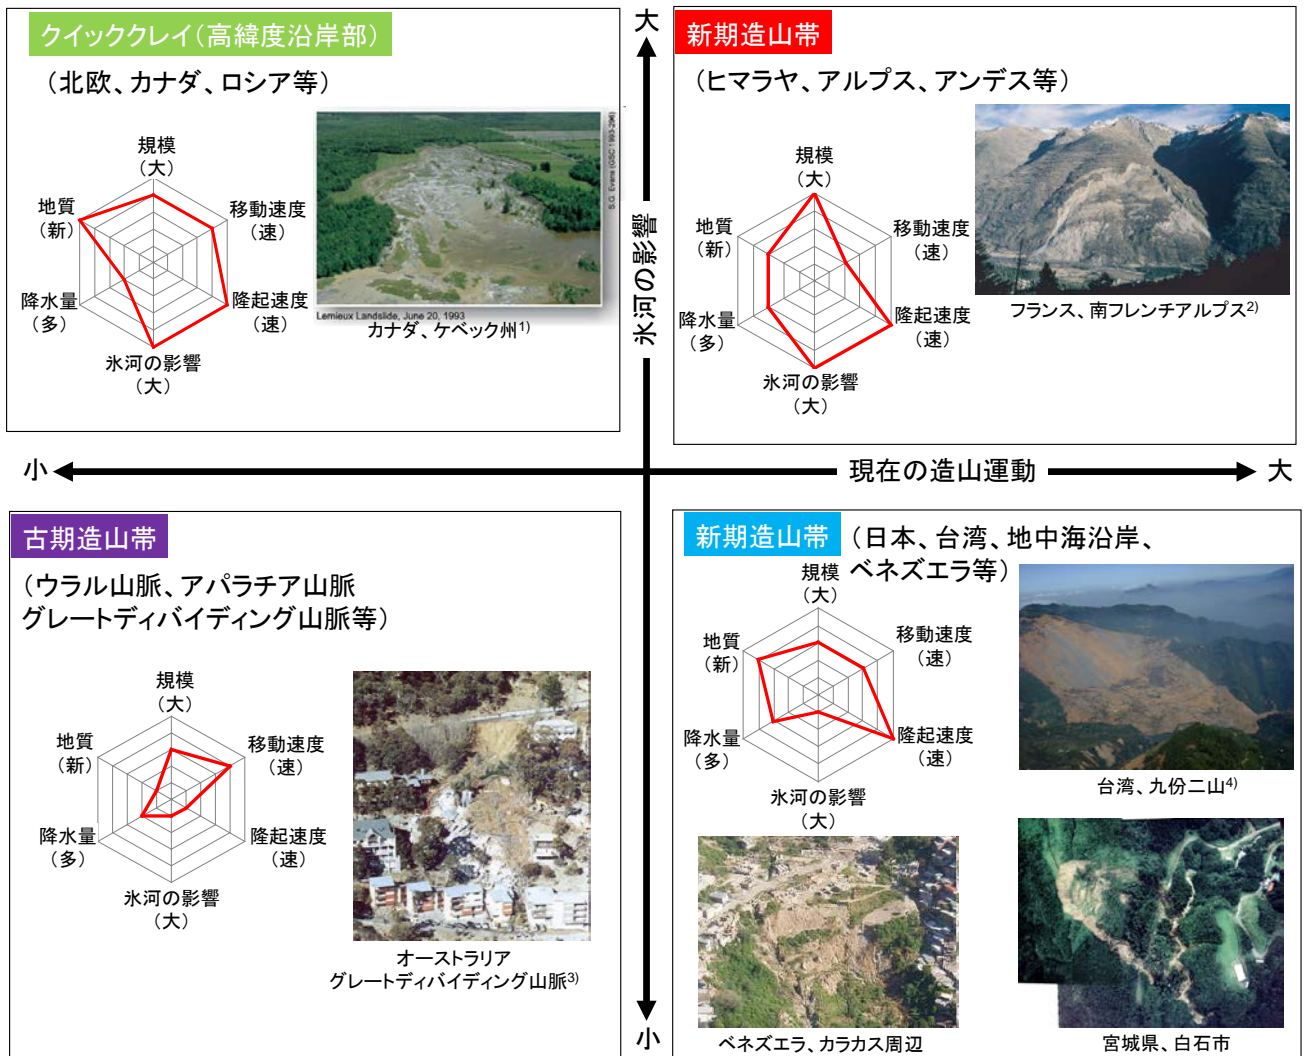 クイッククレイ（高緯度沿岸部）
（北欧、カナダ、ロシア等）
規模
（大）
地質
（新）
移動速度
（速）
降水量
（多）
隆起速度
（速）
氷河の影響
（大）
S.G. Evans (GSC 1993-296)
Lemieux Landslide, June 20, 1993
カナダ、ケベック州1)
大
氷河の影響
小
新期造山帯
（ヒマラヤ、アルプス、アンデス等）
規模
（大）
地質
（新）
移動速度
（速）
降水量
（多）
隆起速度
（速）
氷河の影響
（大）
フランス、南フレンチアルプス2)
小
現在の造山運動
大
古期造山帯
（ウラル山脈、アパラチア山脈
グレートディバイディング山脈等）
規模
（大）
地質
（新）
移動速度
（速）
降水量
（多）
隆起速度
（速）
氷河の影響
（大）
オーストラリア
グレートディバイディング山脈3)
新期造山帯
（日本、台湾、地中海沿岸、
ベネズエラ等）
規模
（大）
地質
（新）
移動速度
（速）
降水量
（多）
隆起速度
（速）
氷河の影響
（大）
台湾、九份二山4)
ベネズエラ、カラカス周辺
宮城県、白石市